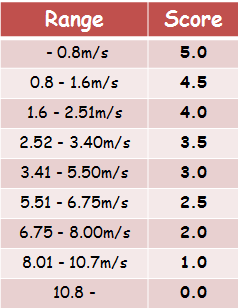 Range Score
- 0.8m/s 5.0
0.8 - 1.6m/s 4.5
1.6 - 2.51m/s 4.0
2.52 - 3.40m/s 3.5
3.41 - 5.50m/s 3.0
5.51 - 6.75m/s 2.5
6.75 - 8.00m/s 2.0
8.01 - 10.7m/s 1.0
10.8 - 0.0